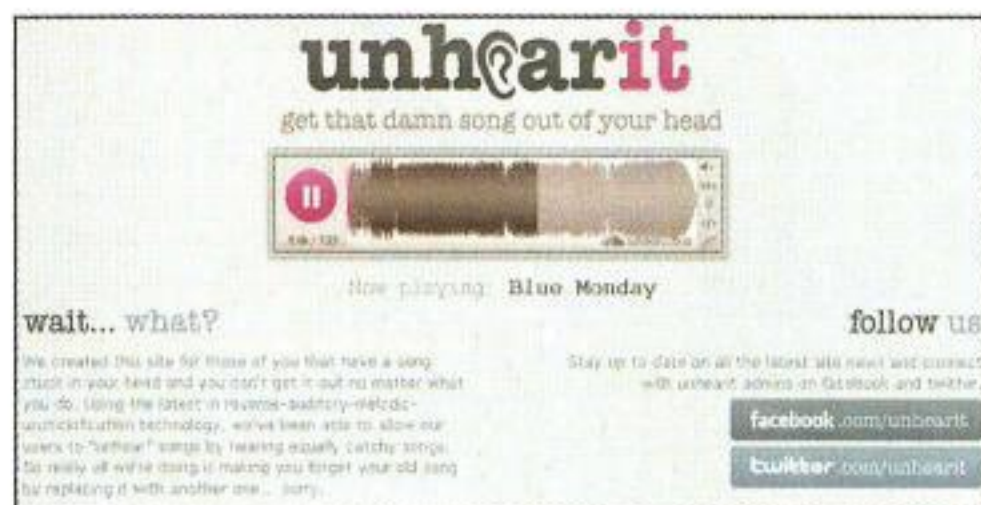 unhearit
get that damn song out of your head
Now playing: Blue Monday
wait... what?
We created this site for those of you that have a song
stuck in your head and you can't get it out no matter what
you do. Using the latest in reverse-auditory-melodic-
unstickification technology, we've been able to allow our
users to "unhear" songs by hearing equally catchy songs.
So really all we're doing is making you forget your old song
by replacing it with another one... sorry.
follow us
Stay up to date on all the latest site news and connect
with unhearit admins on facebook and twitter.
facebook.com/unhearit
twitter.com/unhearit